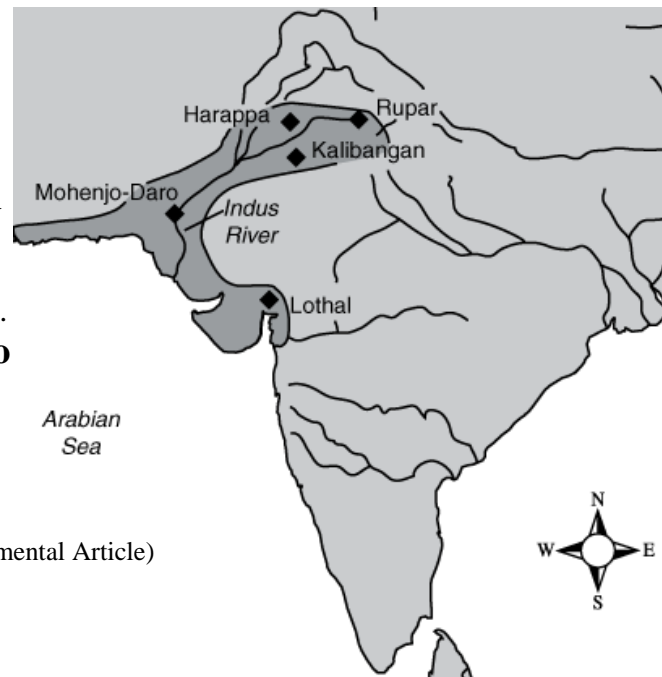 Harappa
Rupar
Kalibangan
Mohenjo-Daro
Indus
River
Lothal
.
o
Arabian
Sea
N
W
E
S
mental Article)